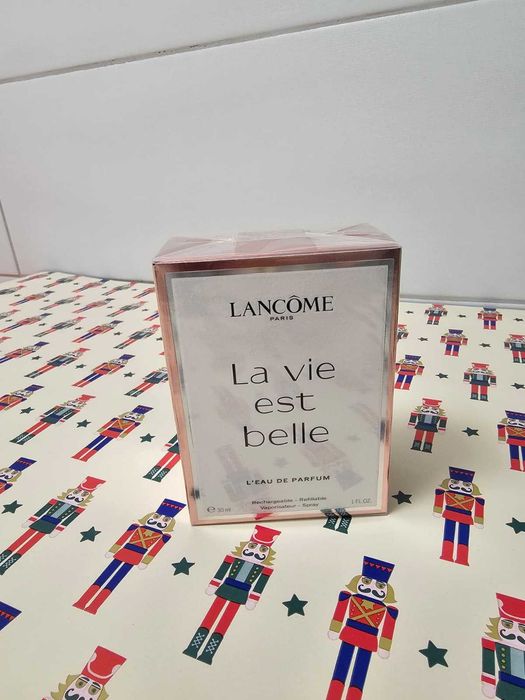 LANCÔME
PARIS
La vie
est
belle
L'EAU DE PARFUM
Rechargeable - Refillable
Vaporisateur - Spray
℮ 30 ml
1 FL.OZ.